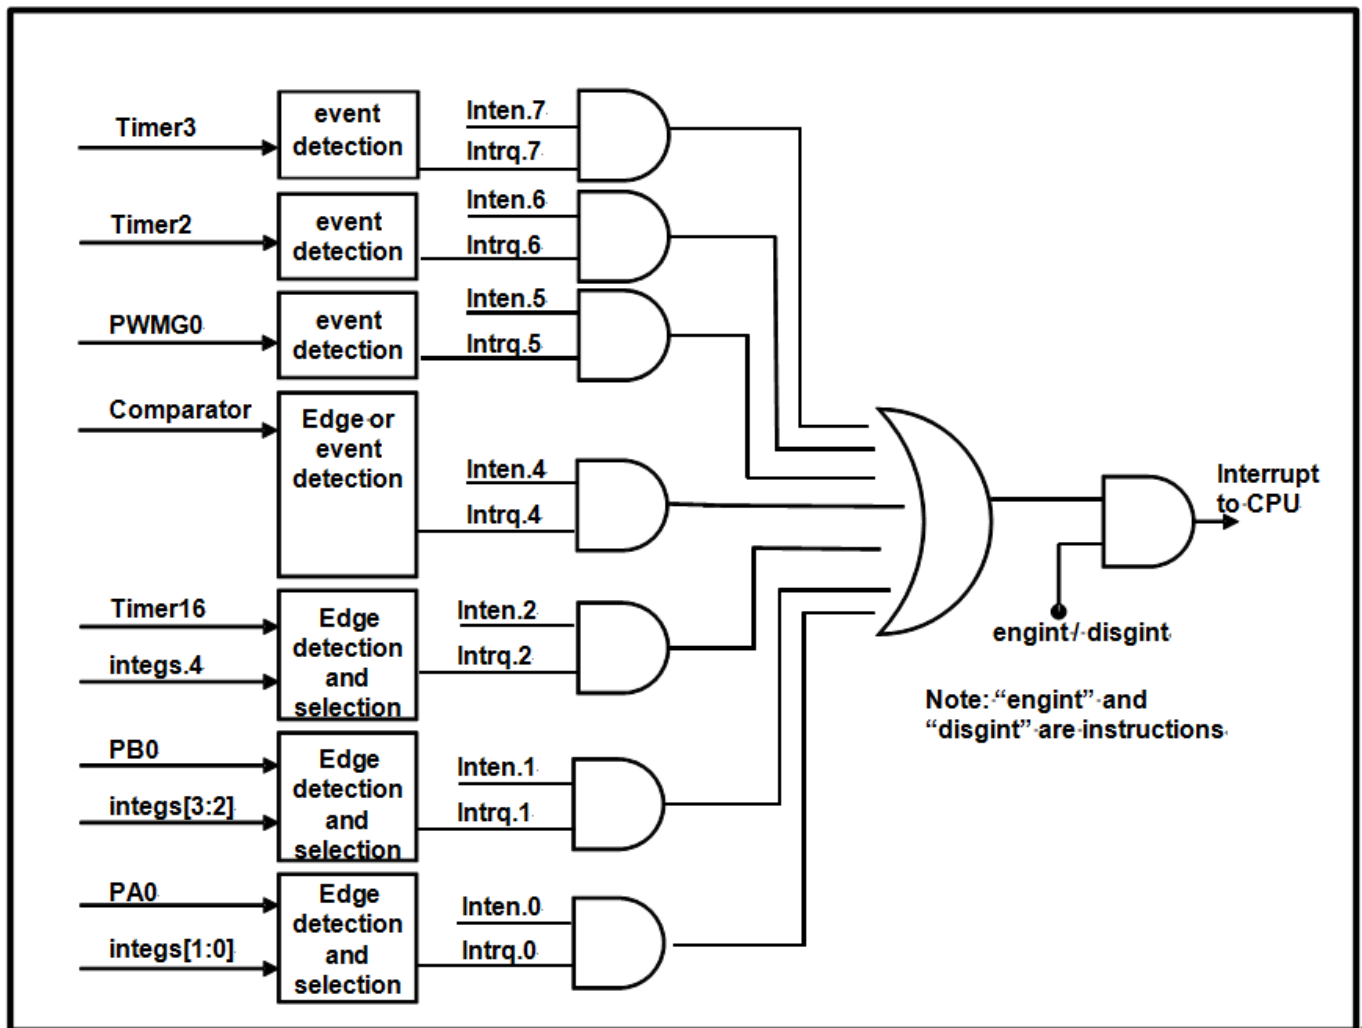 Timer3
event
detection
Inten.7
Intrq.7
Timer2
event
detection
Inten.6
Intrq.6
PWMG0
event
detection
Inten.5
Intrq.5
Comparator
Edge or
event
detection
Inten.4
Intrq.4
Timer16
integs.4
Edge
detection
and
selection
Inten.2
Intrq.2
PB0
integs[3:2]
Edge
detection
and
selection
Inten.1
Intrq.1
PA0
integs[1:0]
Edge
detection
and
selection
Inten.0
Intrq.0
Interrupt
to CPU
engint / disgint
Note: “engint” and
“disgint” are instructions